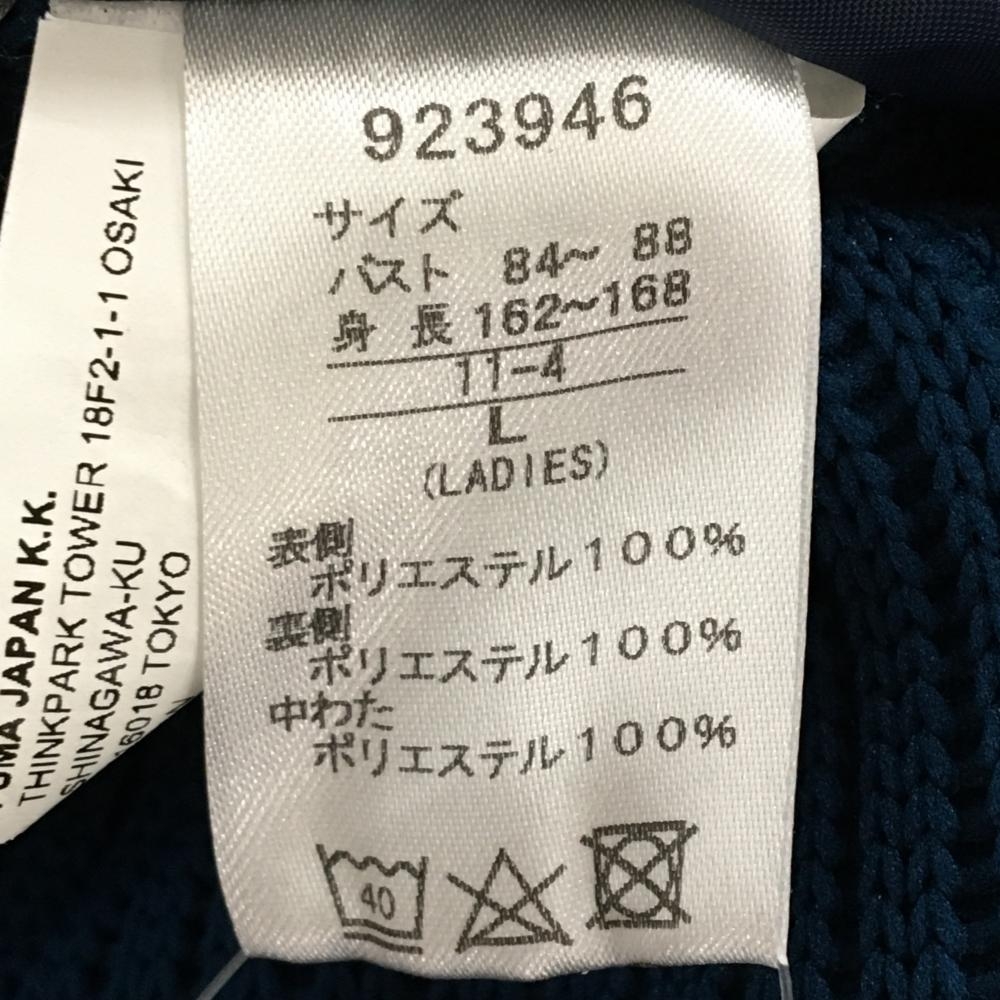 923946
サイズ
バスト 84～ 88
身 長 162～168
11-4
L
(LADIES)
表側
ポリエステル100%
裏側
ポリエステル100%
中わた
ポリエステル100%
40
PUMA JAPAN K.K.
THINKPARK TOWER 18F2-1-1 OSAKI
SHINAGAWA-KU
6018 TOKYO